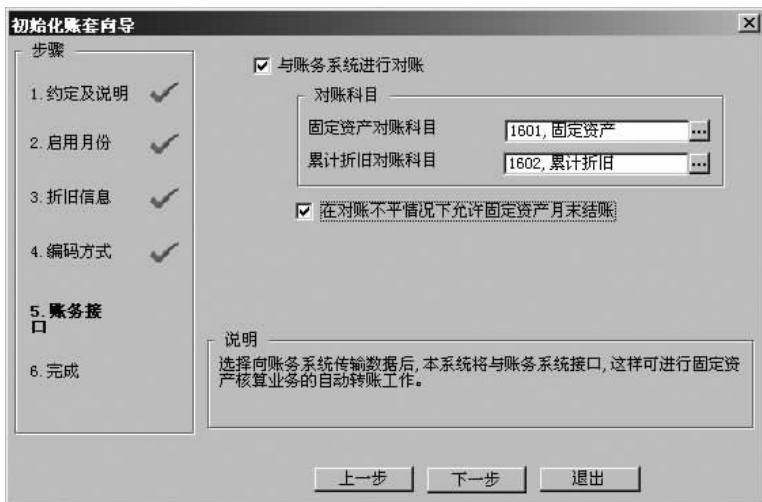 初始化账套向导
步骤
1.约定及说明
2.启用月份
3.折旧信息
4.编码方式
5.账务接
口
6.完成
与账务系统进行对账
对账科目
固定资产对账科目
1601,固定资产
...
累计折旧对账科目
1602,累计折旧
...
在对账不平情况下允许固定资产月末结账
说明
选择向账务系统传输数据后,本系统将与账务系统接口,这样可进行固定资
产核算业务的自动转账工作。
上一步
下一步
退出